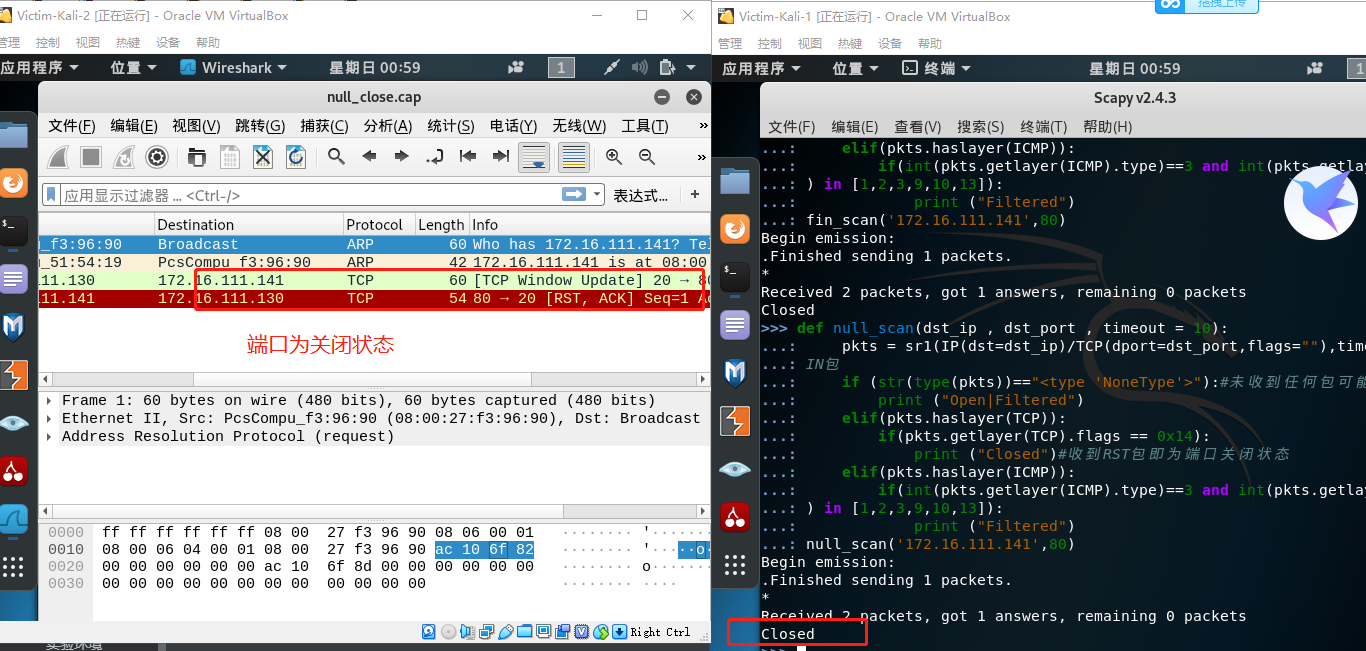 Victim-Kali-2 [正在运行] - Oracle VM VirtualBox
管理 控制 视图 热键 设备 帮助
应用程序 位置 Wireshark 星期日 00:59 1
null_close.cap
文件(F) 编辑(E) 视图(V) 跳转(G) 捕获(C) 分析(A) 统计(S) 电话(Y) 无线(W) 工具(T) »
»
应用显示过滤器 … <Ctrl-/> 表达式… +
Destination Protocol Length Info
_f3:96:90 Broadcast ARP 60 Who has 172.16.111.141? Te
_51:54:19 PcsCompu_f3:96:90 ARP 42 172.16.111.141 is at 08:00
11.130 172.16.111.141 TCP 60 [TCP Window Update] 20 → 80
11.141 172.16.111.130 TCP 54 80 → 20 [RST, ACK] Seq=1 A
端口为关闭状态
Frame 1: 60 bytes on wire (480 bits), 60 bytes captured (480 bits)
Ethernet II, Src: PcsCompu_f3:96:90 (08:00:27:f3:96:90), Dst: Broadcast
Address Resolution Protocol (request)
0000 ff ff ff ff ff ff 08 00 27 f3 96 90 08 06 00 01 ········ '·······
0010 08 00 06 04 00 01 08 00 27 f3 96 90 ac 10 6f 82 ········ '·····o·
0020 00 00 00 00 00 00 ac 10 6f 8d 00 00 00 00 00 00 ········ o·······
0030 00 00 00 00 00 00 00 00 00 00 00 00 ········ ····
Right Ctrl
实验环境
拖拽上传
Victim-Kali-1 [正在运行] - Oracle VM VirtualBox
管理 控制 视图 热键 设备 帮助
应用程序 位置 终端 星期日 00:59 1
Scapy v2.4.3
文件(F) 编辑(E) 查看(V) 搜索(S) 终端(T) 帮助(H)
...: elif(pkts.haslayer(ICMP)):
...: if(int(pkts.getlayer(ICMP).type)==3 and int(pkts.getlay
...: ) in [1,2,3,9,10,13]):
...: print ("Filtered")
...: fin_scan('172.16.111.141',80)
Begin emission:
.Finished sending 1 packets.
*
Received 2 packets, got 1 answers, remaining 0 packets
Closed
>>> def null_scan(dst_ip , dst_port , timeout = 10):
...: pkts = sr1(IP(dst=dst_ip)/TCP(dport=dst_port,flags=""),tim
...: IN包
...: if (str(type(pkts))=="<type 'NoneType'>"):#未收到任何包可能
...: print ("Open|Filtered")
...: elif(pkts.haslayer(TCP)):
...: if(pkts.getlayer(TCP).flags == 0x14):
...: print ("Closed")#收到RST包即为端口关闭状态
...: elif(pkts.haslayer(ICMP)):
...: if(int(pkts.getlayer(ICMP).type)==3 and int(pkts.getlay
...: ) in [1,2,3,9,10,13]):
...: print ("Filtered")
...: null_scan('172.16.111.141',80)
Begin emission:
.Finished sending 1 packets.
*
Received 2 packets, got 1 answers, remaining 0 packets
Closed
>>>